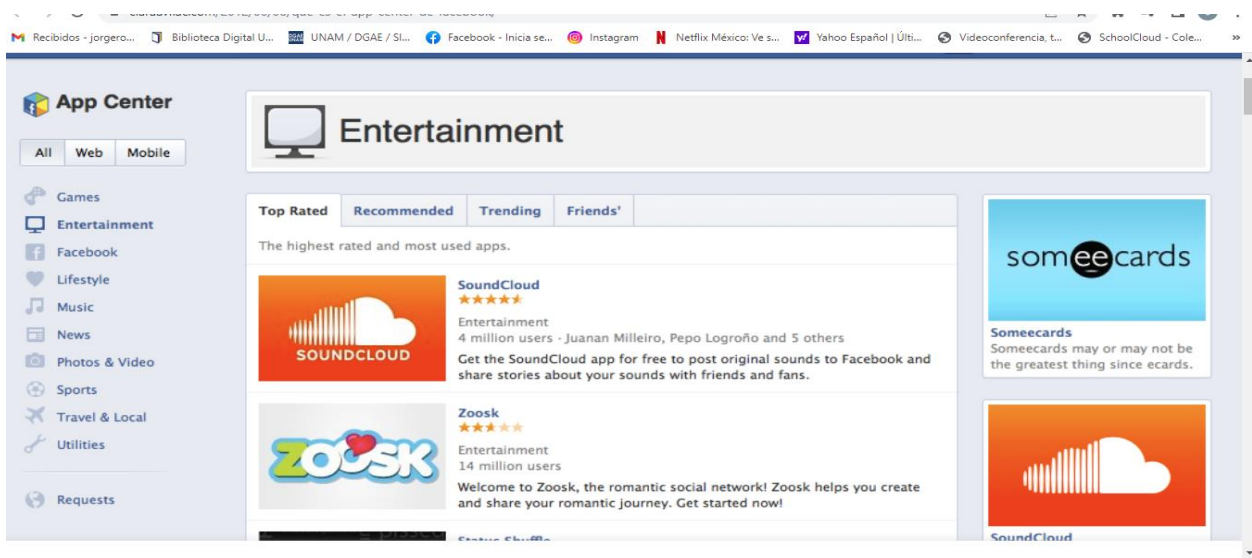 Recibidos - jorgero...
Biblioteca Digital U...
UNAM / DGAE / SI...
Facebook - Inicia se...
Instagram
Netflix México: Ve s...
Yahoo Español | Últi...
Videoconferencia, t...
SchoolCloud - Cole...
»
App Center
All Web Mobile
Games
Entertainment
Facebook
Lifestyle
Music
News
Photos & Video
Sports
Travel & Local
Utilities
Requests
Entertainment
Top Rated Recommended Trending Friends'
The highest rated and most used apps.
SOUNDCLOUD
SoundCloud
Entertainment
4 million users · Juanan Milleiro, Pepo Logroño and 5 others
Get the SoundCloud app for free to post original sounds to Facebook and
share stories about your sounds with friends and fans.
ZOOSK
Zoosk
Entertainment
14 million users
Welcome to Zoosk, the romantic social network! Zoosk helps you create
and share your romantic journey. Get started now!
Status Shuffle
someecards
Someecards
Someecards may or may not be
the greatest thing since ecards.
SoundCloud